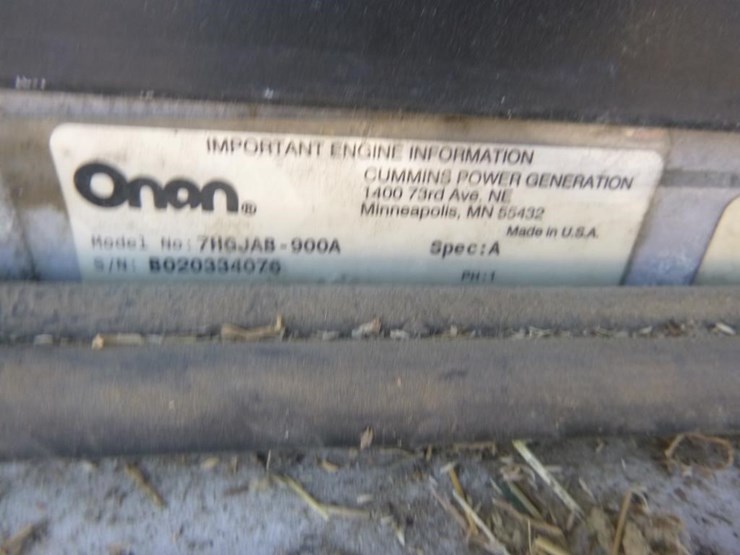 IMPORTANT ENGINE INFORMATION
Onan®
CUMMINS POWER GENERATION
1400 73rd Ave. NE
Minneapolis, MN 55432
Made in U.S.A.
Model No: 7HGJAB-900A
Spec: A
S/N: B020334076
PH: 1